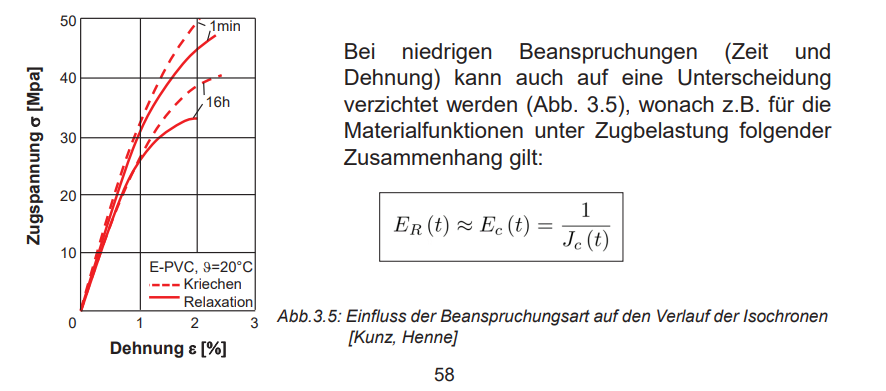 50
40
30
20
10
0
1
2
3
Zugspannung σ [Mpa]
Dehnung ε [%]
1min
16h
E-PVC, ϑ=20°C
Kriechen
Relaxation
Bei niedrigen Beanspruchungen (Zeit und
Dehnung) kann auch auf eine Unterscheidung
verzichtet werden (Abb. 3.5), wonach z.B. für die
Materialfunktionen unter Zugbelastung folgender
Zusammenhang gilt:
E_R (t) ≈ E_c (t) = 1 / J_c (t)
Abb.3.5: Einfluss der Beanspruchungsart auf den Verlauf der Isochronen
[Kunz, Henne]
58